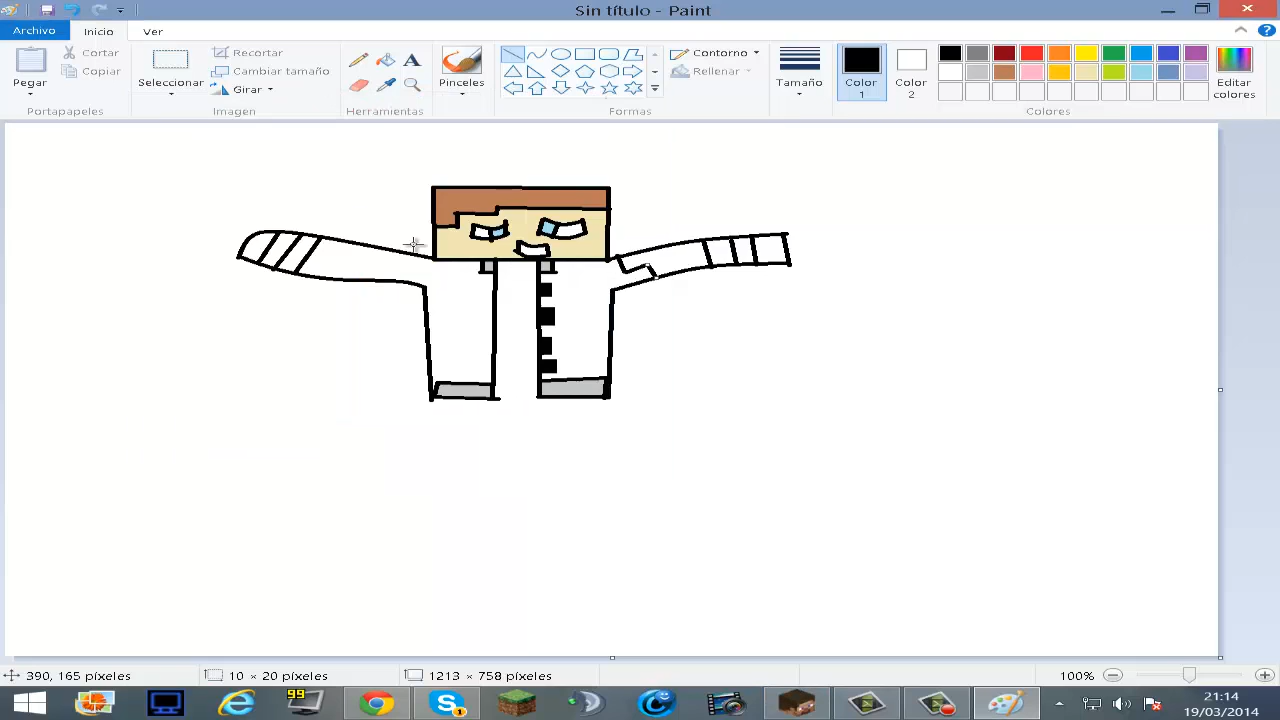 Sin título - Paint
Archivo Inicio Ver
Pegar
Cortar
Copiar
Portapapeles
Seleccionar
Recortar
Cambiar tamaño
Girar
Imagen
A
Herramientas
Pinceles
Formas
Contorno
Rellenar
Tamaño
Color
1
Color
2
Editar
colores
Colores
390, 165 píxeles
10 × 20 píxeles
1213 × 758 píxeles
100%
99
1
21:14
19/03/2014